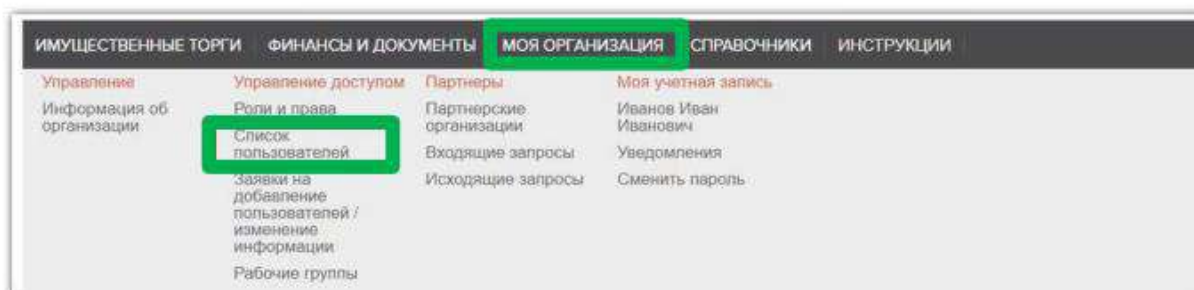 ИМУЩЕСТВЕННЫЕ ТОРГИ ФИНАНСЫ И ДОКУМЕНТЫ МОЯ ОРГАНИЗАЦИЯ СПРАВОЧНИКИ ИНСТРУКЦИИ
Управление
Информация об
организации
Управление доступом
Роли и права
Список
пользователей
Заявки на
добавление
пользователей /
изменение
информации
Рабочие группы
Партнеры
Партнерские
организации
Входящие запросы
Исходящие запросы
Моя учетная запись
Иванов Иван
Иванович
Уведомления
Сменить пароль